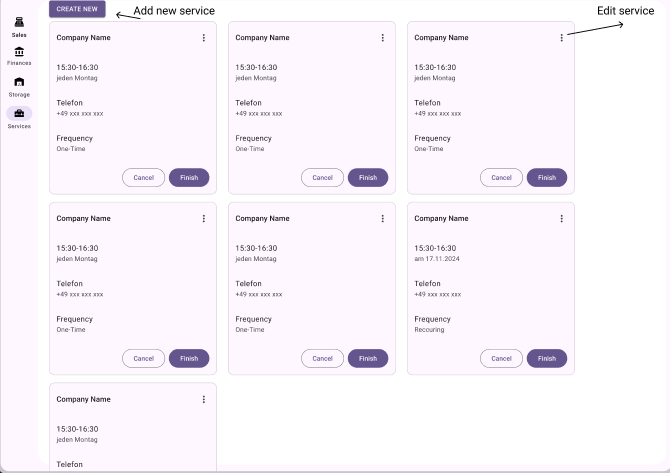 CREATE NEW
Add new service
Edit service
Sales
Finances
Storage
Services
Company Name
15:30-16:30
jeden Montag
Telefon
+49 xxx xxx xxx
Frequency
One-Time
Cancel Finish
Company Name
15:30-16:30
jeden Montag
Telefon
+49 xxx xxx xxx
Frequency
One-Time
Cancel Finish
Company Name
15:30-16:30
jeden Montag
Telefon
+49 xxx xxx xxx
Frequency
One-Time
Cancel Finish
Company Name
15:30-16:30
jeden Montag
Telefon
+49 xxx xxx xxx
Frequency
One-Time
Cancel Finish
Company Name
15:30-16:30
jeden Montag
Telefon
+49 xxx xxx xxx
Frequency
One-Time
Cancel Finish
Company Name
15:30-16:30
am 17.11.2024
Telefon
+49 xxx xxx xxx
Frequency
Reccuring
Cancel Finish
Company Name
15:30-16:30
jeden Montag
Telefon